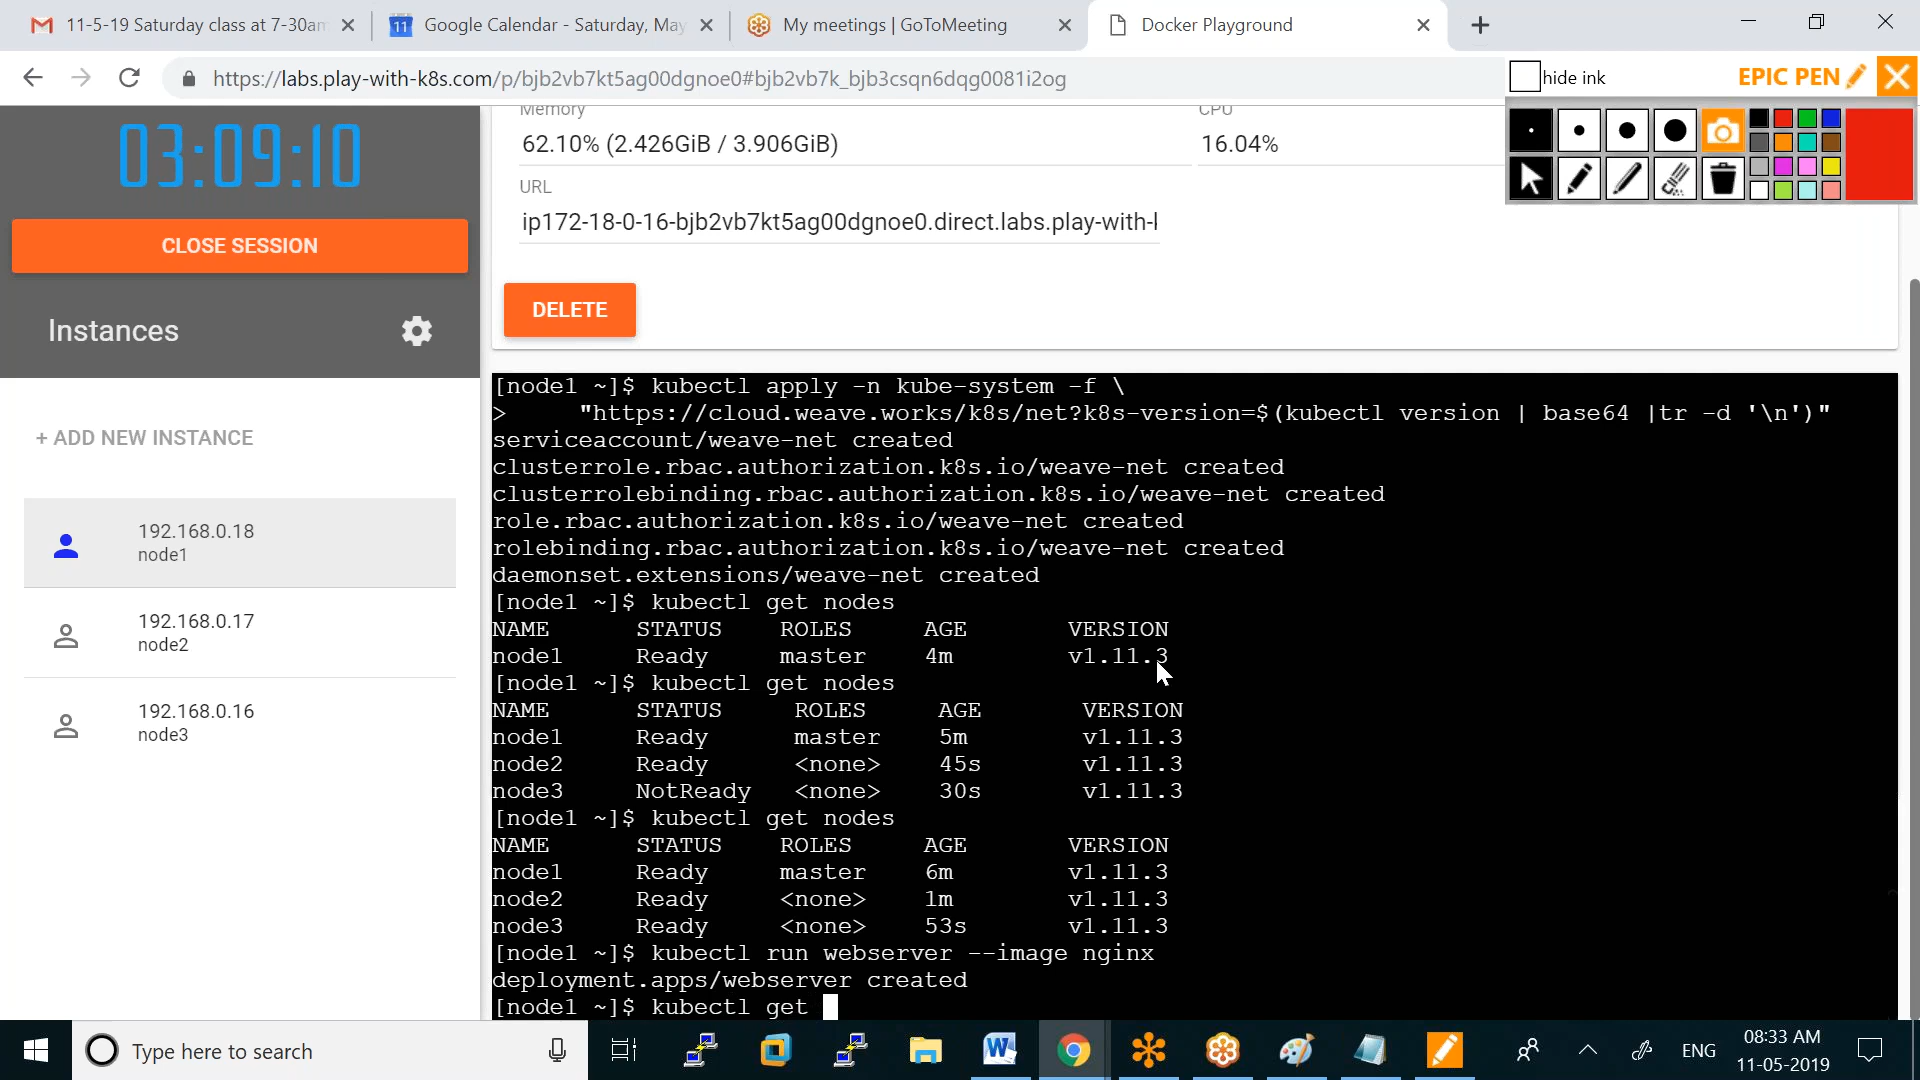 11-5-19 Saturday class at 7-30am
Google Calendar - Saturday, May
My meetings | GoToMeeting
Docker Playground
https://labs.play-with-k8s.com/p/bjb2vb7kt5ag00dgnoe0#bjb2vb7k_bjb3csqn6dqg0081i2og
hide ink
EPIC PEN
03:09:10
CLOSE SESSION
Instances
+ ADD NEW INSTANCE
192.168.0.18
node1
192.168.0.17
node2
192.168.0.16
node3
Memory
62.10% (2.426GiB / 3.906GiB)
CPU
16.04%
URL
ip172-18-0-16-bjb2vb7kt5ag00dgnoe0.direct.labs.play-with-k
DELETE
[node1 ~]$ kubectl apply -n kube-system -f \
>     "https://cloud.weave.works/k8s/net?k8s-version=$(kubectl version | base64 |tr -d '\n')"
serviceaccount/weave-net created
clusterrole.rbac.authorization.k8s.io/weave-net created
clusterrolebinding.rbac.authorization.k8s.io/weave-net created
role.rbac.authorization.k8s.io/weave-net created
rolebinding.rbac.authorization.k8s.io/weave-net created
daemonset.extensions/weave-net created
[node1 ~]$ kubectl get nodes
NAME      STATUS    ROLES     AGE       VERSION
node1     Ready     master    4m        v1.11.3
[node1 ~]$ kubectl get nodes
NAME      STATUS     ROLES     AGE       VERSION
node1     Ready      master    5m        v1.11.3
node2     Ready      <none>    45s       v1.11.3
node3     NotReady   <none>    30s       v1.11.3
[node1 ~]$ kubectl get nodes
NAME      STATUS    ROLES     AGE       VERSION
node1     Ready     master    6m        v1.11.3
node2     Ready     <none>    1m        v1.11.3
node3     Ready     <none>    53s       v1.11.3
[node1 ~]$ kubectl run webserver --image nginx
deployment.apps/webserver created
[node1 ~]$ kubectl get
Type here to search
ENG
08:33 AM
11-05-2019